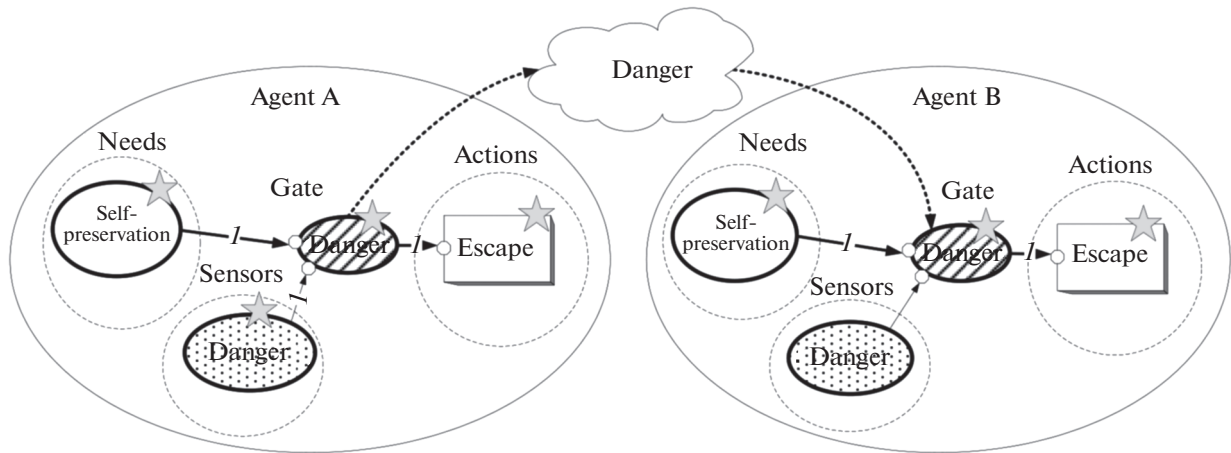 Danger
Agent A
Needs
Actions
Gate
Self-
preservation
1
Danger
1
Escape
Sensors
1
Danger
Agent B
Needs
Actions
Gate
Self-
preservation
1
Danger
1
Escape
Sensors
Danger